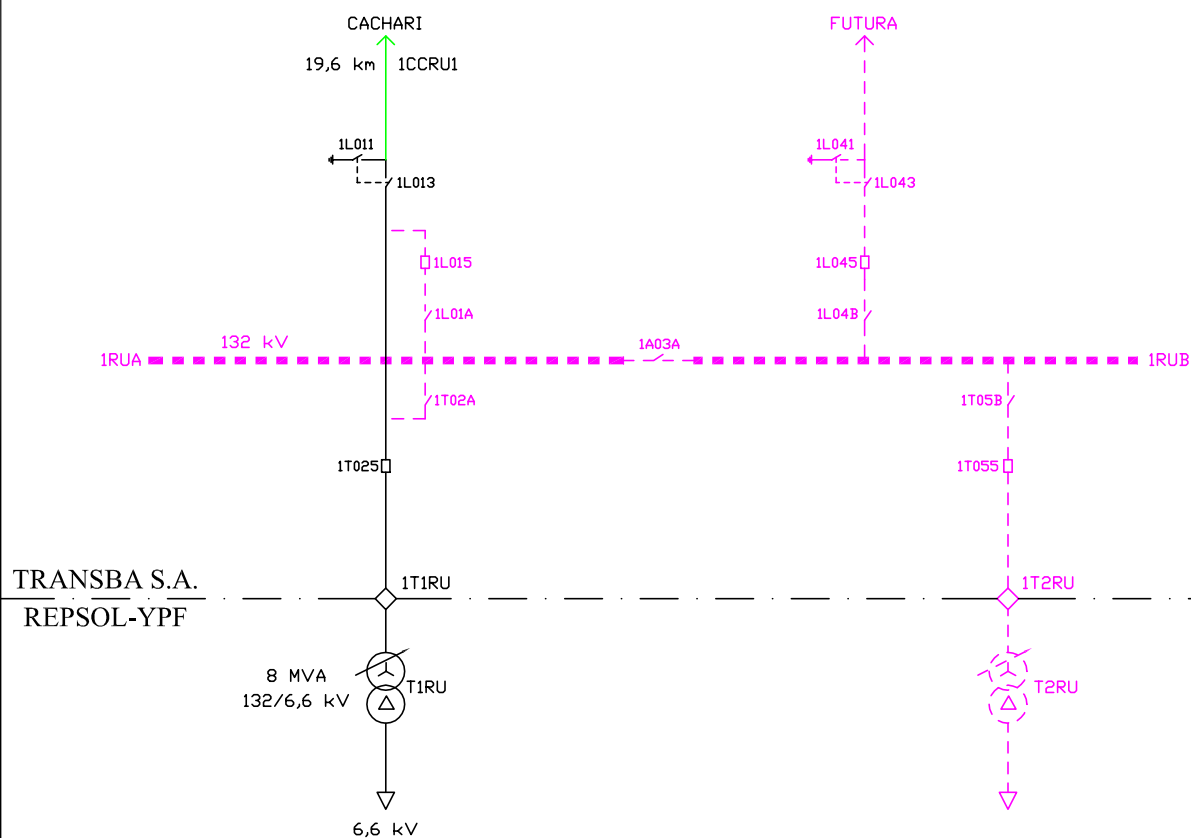 CACHARI
FUTURA
19,6 km 1CCRU1
1L011
1L041
1L013
1L043
1L015
1L045
1L01A
1L04B
132 kV
1A03A
1RUA
1RUB
1T02A
1T05B
1T025
1T055
TRANSBA S.A.
1T1RU
1T2RU
REPSOL-YPF
8 MVA
T1RU
T2RU
132/6,6 kV
6,6 kV